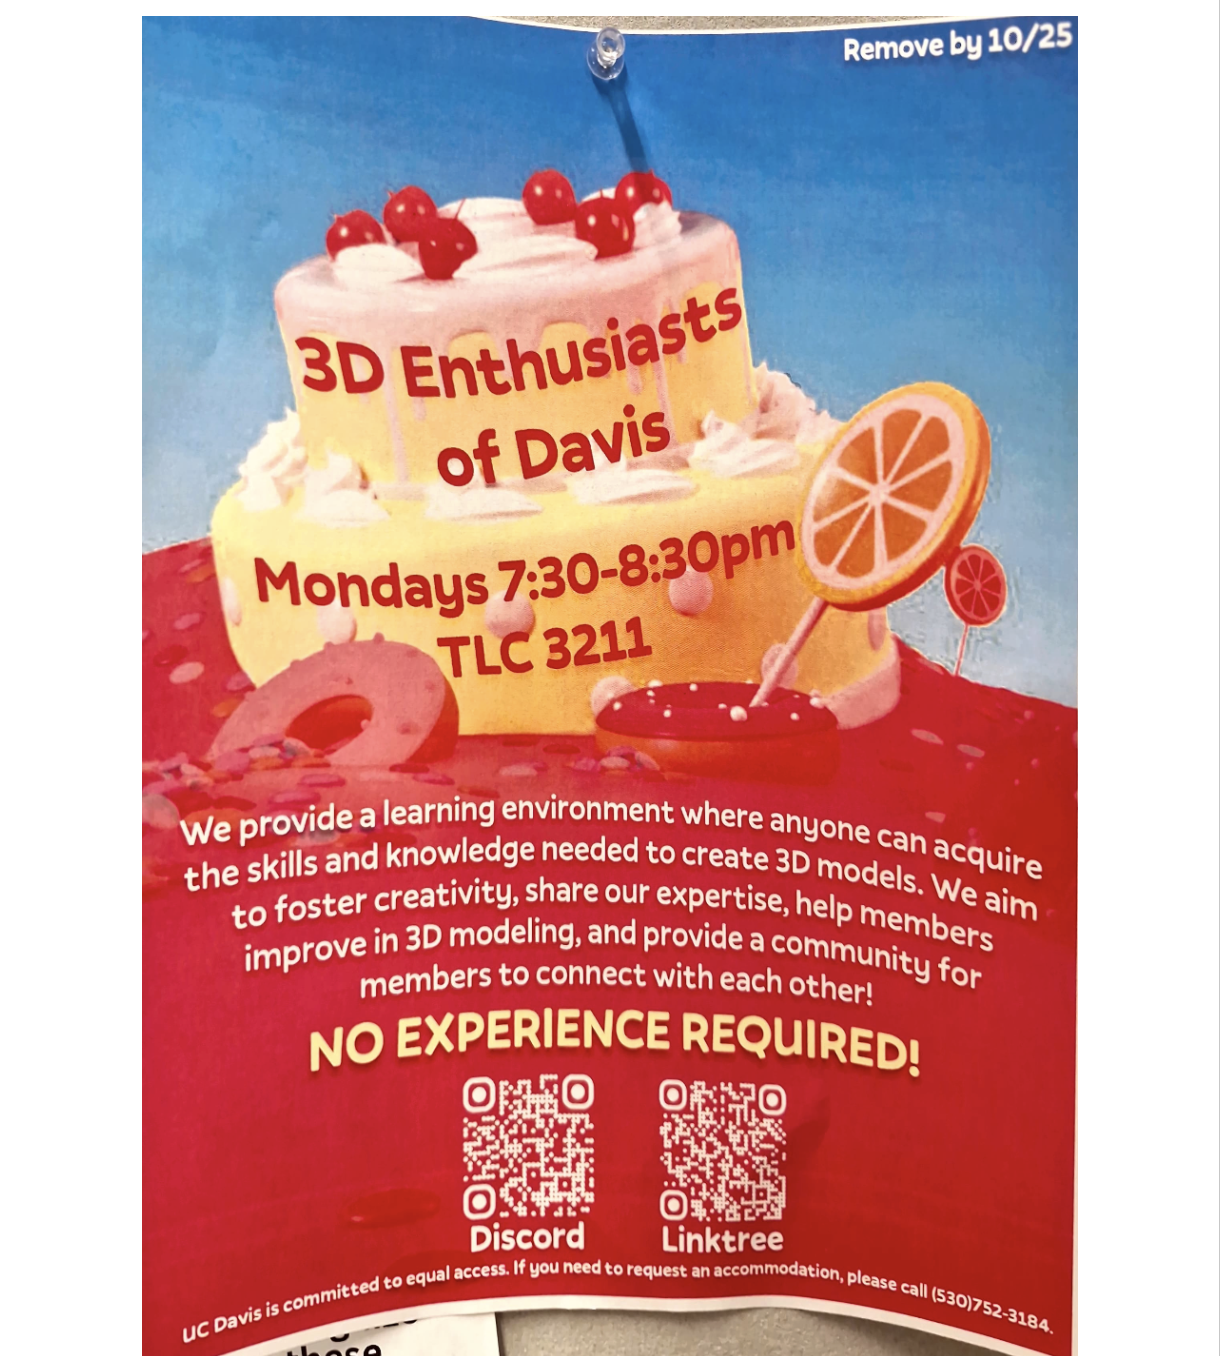 Remove by 10/25
3D Enthusiasts
of Davis
Mondays 7:30-8:30pm
TLC 3211
We provide a learning environment where anyone can acquire
the skills and knowledge needed to create 3D models. We aim
to foster creativity, share our expertise, help members
improve in 3D modeling, and provide a community for
members to connect with each other!
NO EXPERIENCE REQUIRED!
Discord
Linktree
UC Davis is committed to equal access. If you need to request an accommodation, please call (530)752-3184.